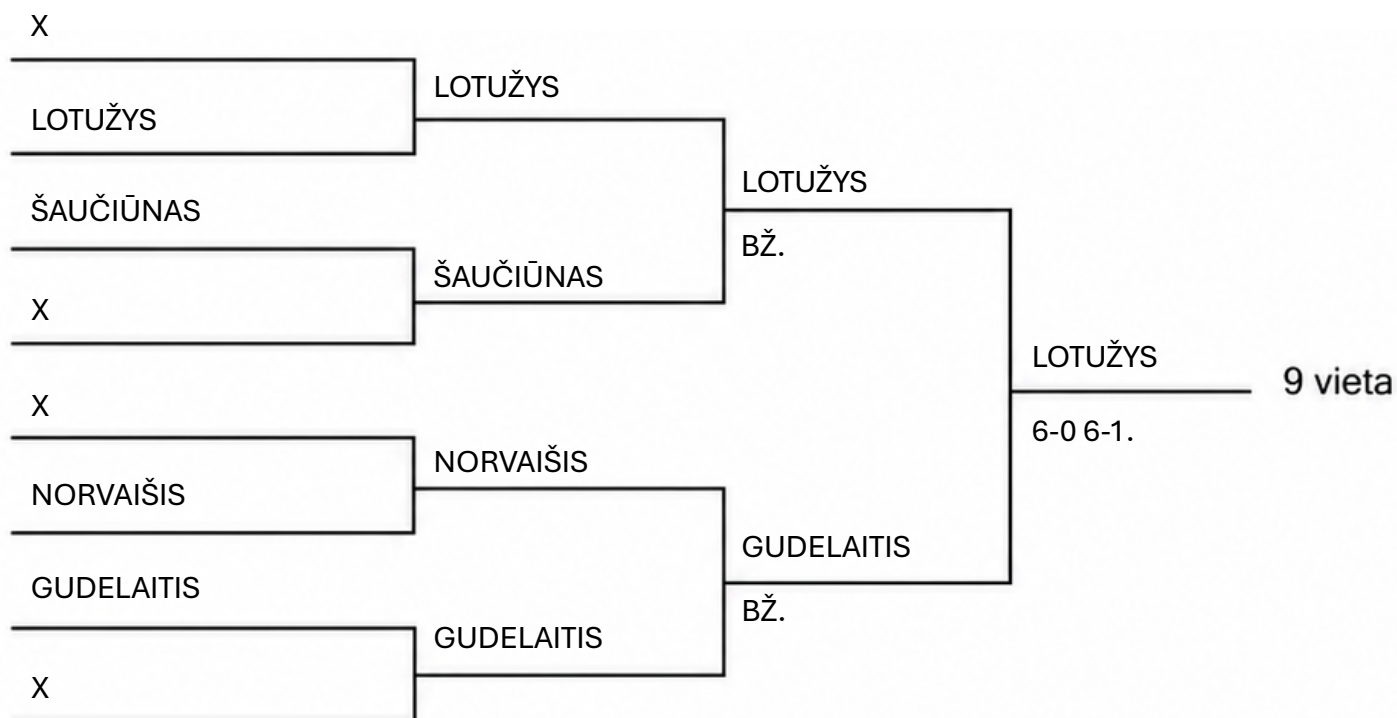 X
LOTUŽYS
LOTUŽYS
ŠAUČIŪNAS
LOTUŽYS
BŽ.
ŠAUČIŪNAS
X
LOTUŽYS
9 vieta
6-0 6-1.
X
NORVAIŠIS
NORVAIŠIS
GUDELAITIS
GUDELAITIS
BŽ.
GUDELAITIS
X